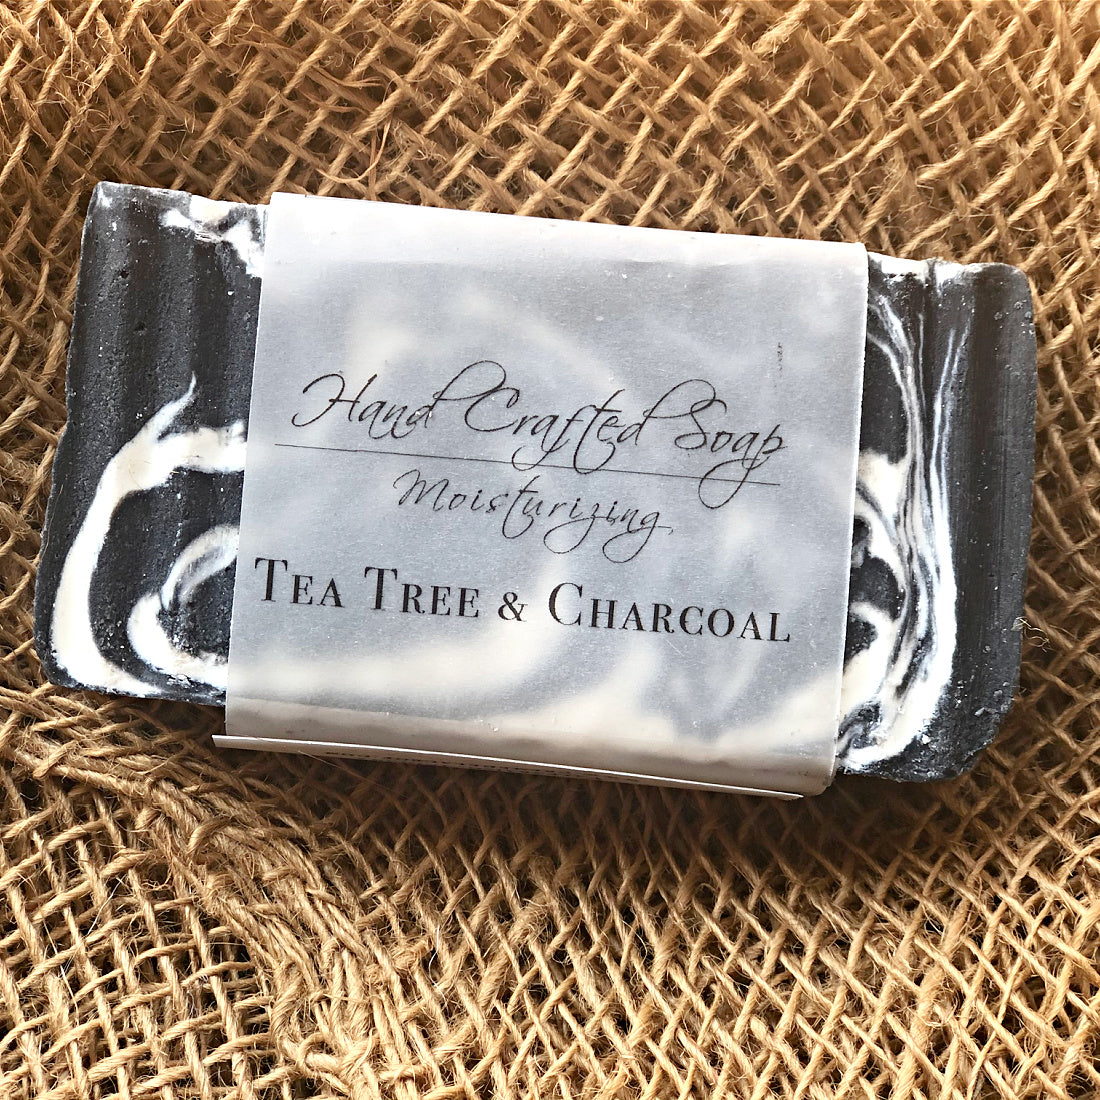 Hand Crafted Soap
Moisturizing
Tea Tree & Charcoal